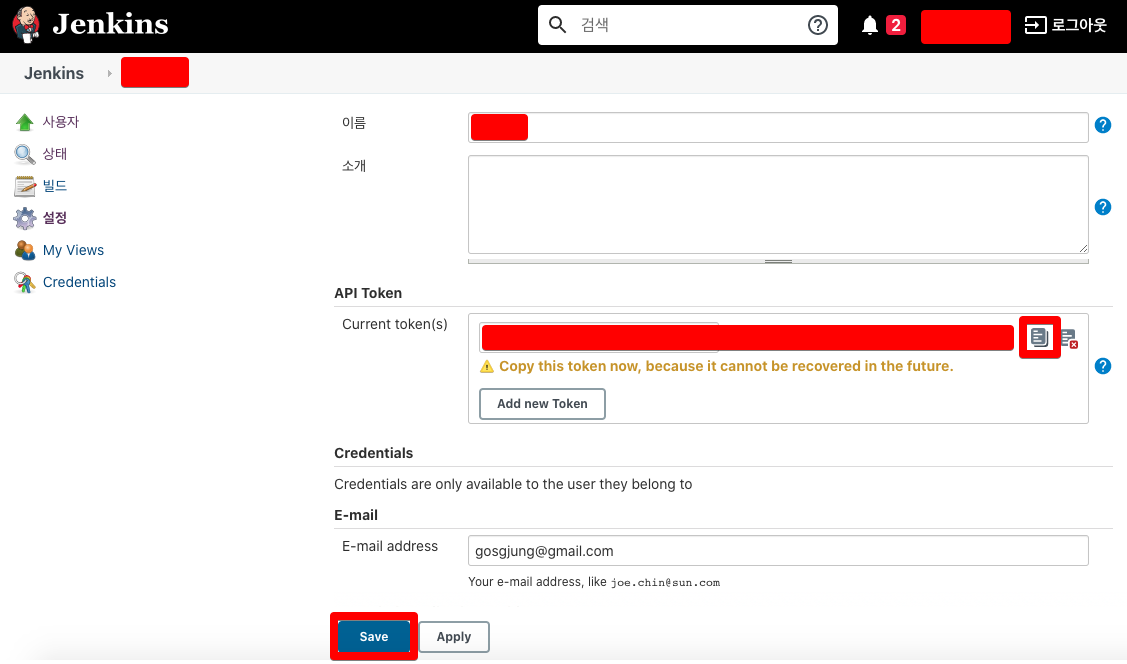 Jenkins
검색
2
로그아웃
Jenkins
사용자
상태
빌드
설정
My Views
Credentials
이름
소개
API Token
Current token(s)
Copy this token now, because it cannot be recovered in the future.
Add new Token
Credentials
Credentials are only available to the user they belong to
E-mail
E-mail address
gosgjung@gmail.com
Your e-mail address, like joe.chin@sun.com
Save
Apply